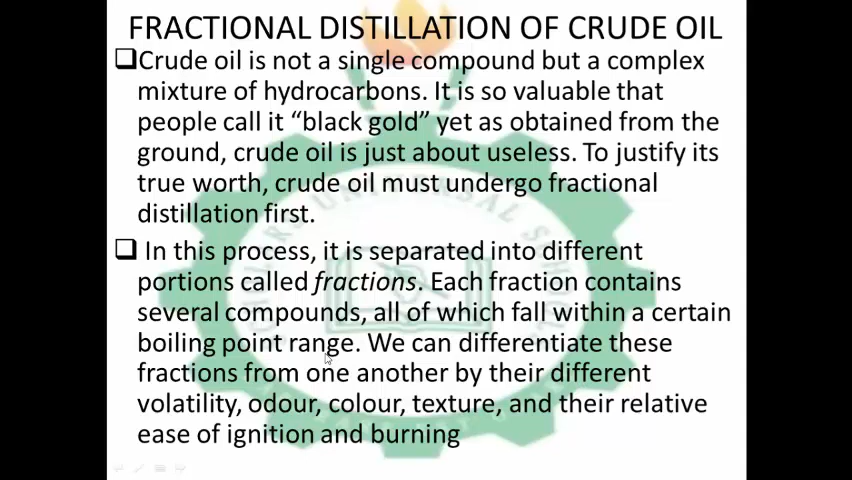 FRACTIONAL DISTILLATION OF CRUDE OIL
❑Crude oil is not a single compound but a complex
mixture of hydrocarbons. It is so valuable that
people call it “black gold” yet as obtained from the
ground, crude oil is just about useless. To justify its
true worth, crude oil must undergo fractional
distillation first.
❑ In this process, it is separated into different
portions called fractions. Each fraction contains
several compounds, all of which fall within a certain
boiling point range. We can differentiate these
fractions from one another by their different
volatility, odour, colour, texture, and their relative
ease of ignition and burning